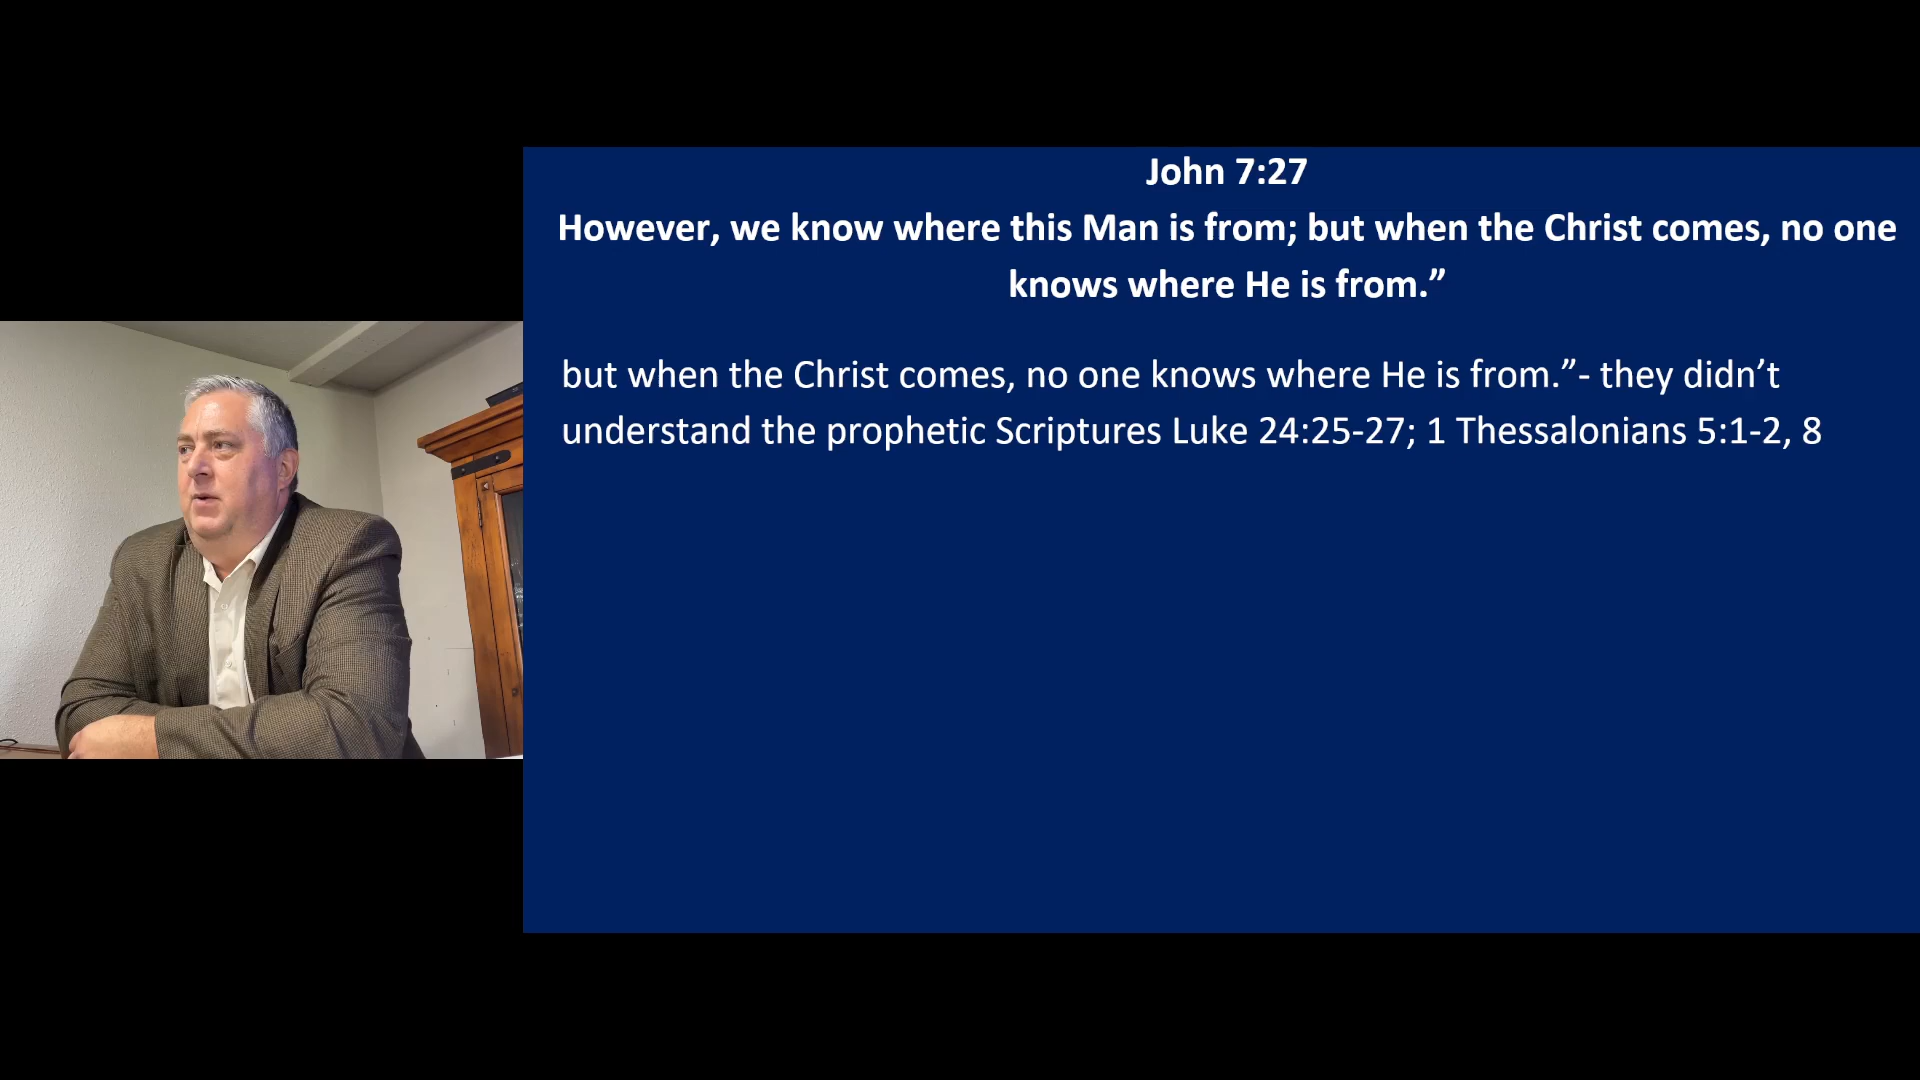 John 7:27
However, we know where this Man is from; but when the Christ comes, no one
knows where He is from.”
but when the Christ comes, no one knows where He is from.”- they didn’t
understand the prophetic Scriptures Luke 24:25-27; 1 Thessalonians 5:1-2, 8